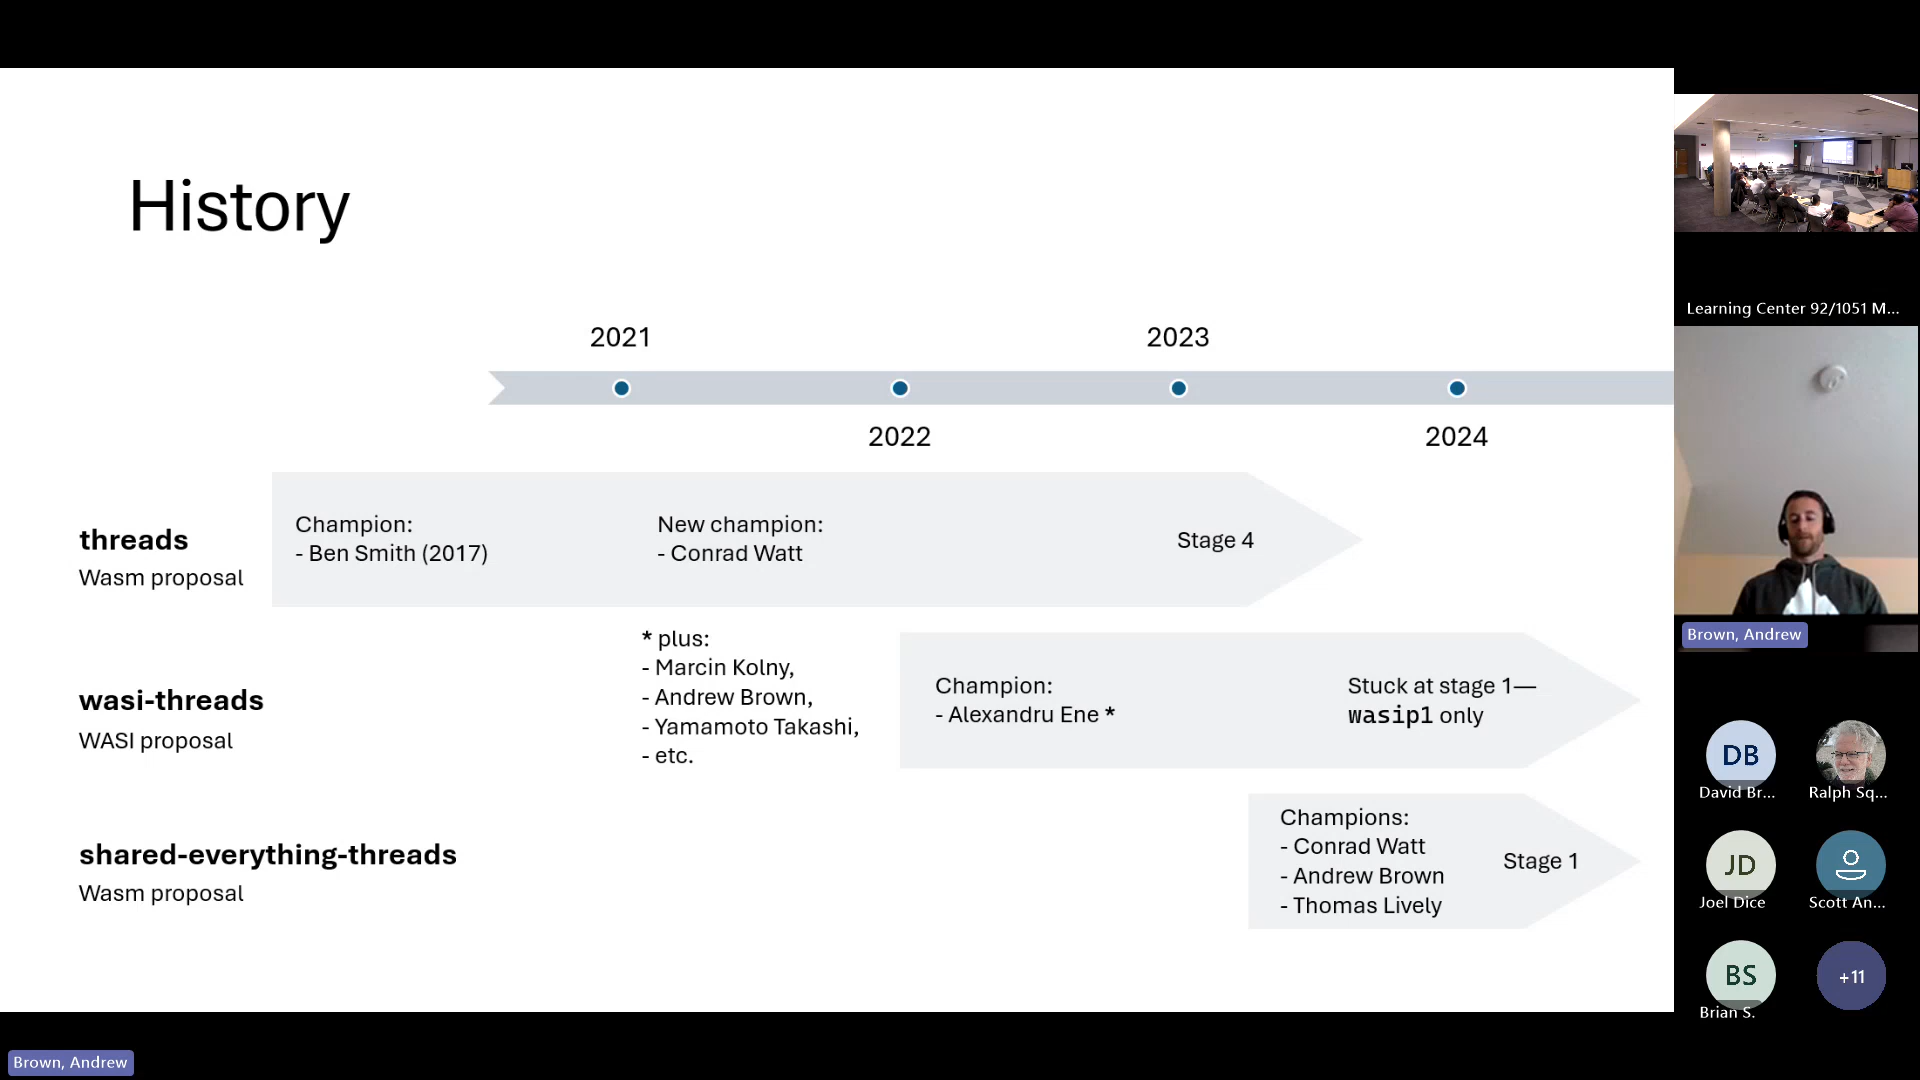 History
2021
2023
2022
2024
threads
Wasm proposal
Champion:
- Ben Smith (2017)
New champion:
- Conrad Watt
Stage 4
* plus:
- Marcin Kolny,
- Andrew Brown,
- Yamamoto Takashi,
- etc.
wasi-threads
WASI proposal
Champion:
- Alexandru Ene *
Stuck at stage 1—
wasip1 only
shared-everything-threads
Wasm proposal
Champions:
- Conrad Watt
- Andrew Brown
- Thomas Lively
Stage 1
Learning Center 92/1051 M...
Brown, Andrew
DB
David Br...
Ralph Sq...
JD
Joel Dice
Scott An...
BS
Brian S.
+11
Brown, Andrew